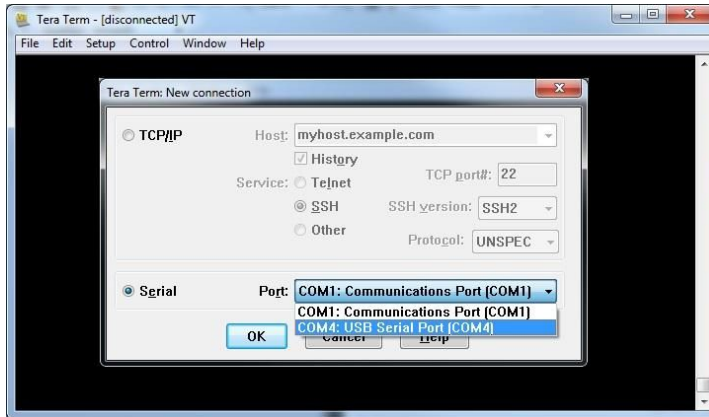 Tera Term - [disconnected] VT
File Edit Setup Control Window Help
Tera Term: New connection
TCP/IP Host: myhost.example.com
History
Service: Telnet TCP port#: 22
SSH SSH version: SSH2
Other Protocol: UNSPEC
Serial Port: COM1: Communications Port (COM1)
COM1: Communications Port (COM1)
COM4: USB Serial Port (COM4)
OK Cancel Help